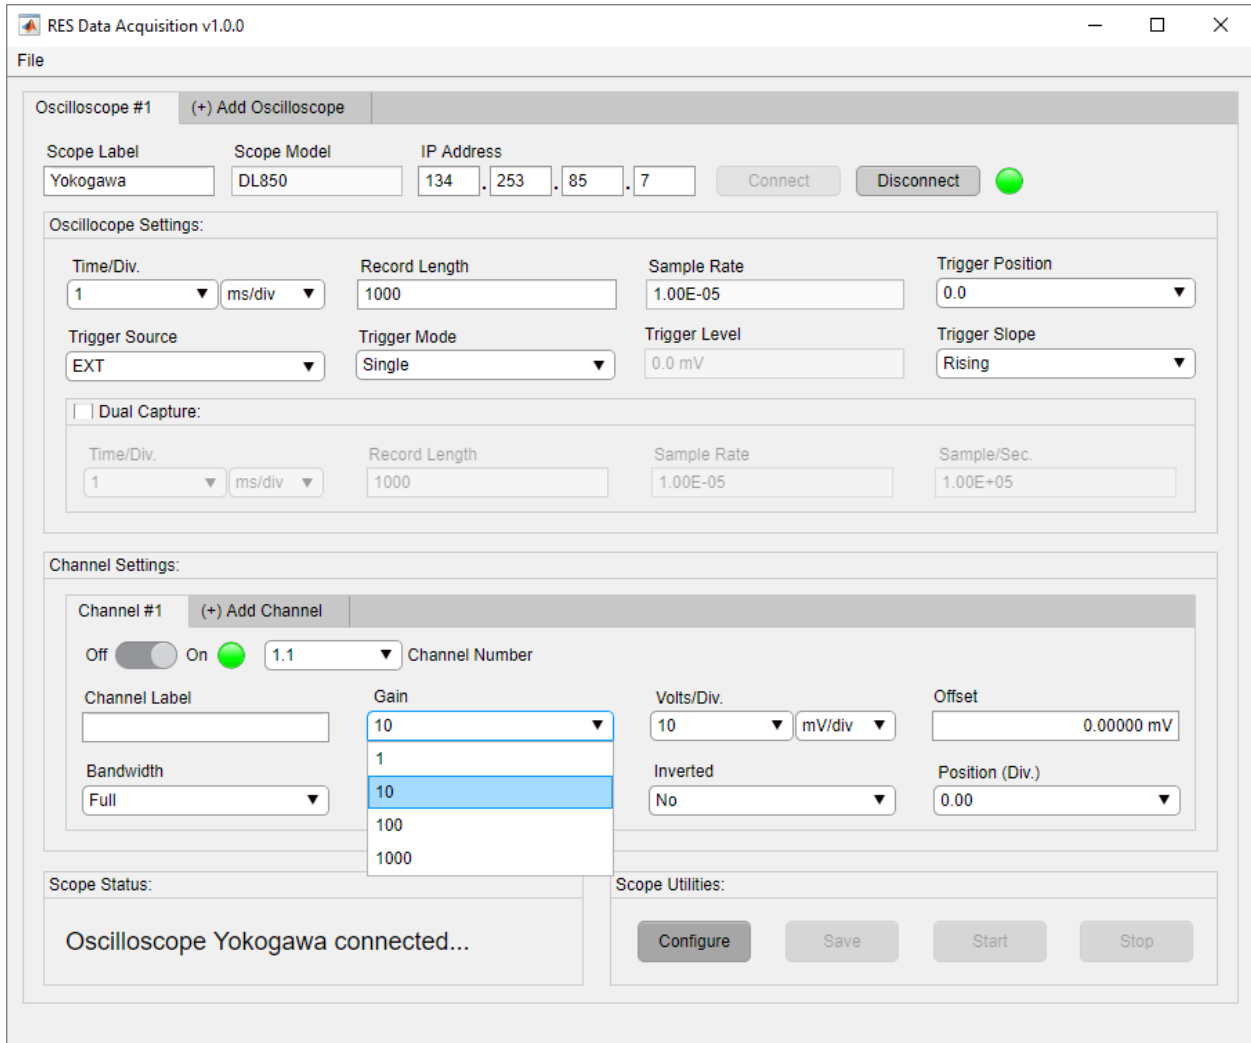 RES Data Acquisition v1.0.0
File
Oscilloscope #1 (+) Add Oscilloscope
Scope Label Scope Model IP Address
Yokogawa DL850 134 . 253 . 85 . 7 Connect Disconnect
Oscillocope Settings:
Time/Div. Record Length Sample Rate Trigger Position
1 ms/div 1000 1.00E-05 0.0
Trigger Source Trigger Mode Trigger Level Trigger Slope
EXT Single 0.0 mV Rising
Dual Capture:
Time/Div. Record Length Sample Rate Sample/Sec.
1 ms/div 1000 1.00E-05 1.00E+05
Channel Settings:
Channel #1 (+) Add Channel
Off On 1.1 Channel Number
Channel Label Gain Volts/Div. Offset
10 10 mV/div 0.00000 mV
1
Bandwidth Inverted Position (Div.)
Full 10 No 0.00
100
1000
Scope Status: Scope Utilities:
Oscilloscope Yokogawa connected... Configure Save Start Stop